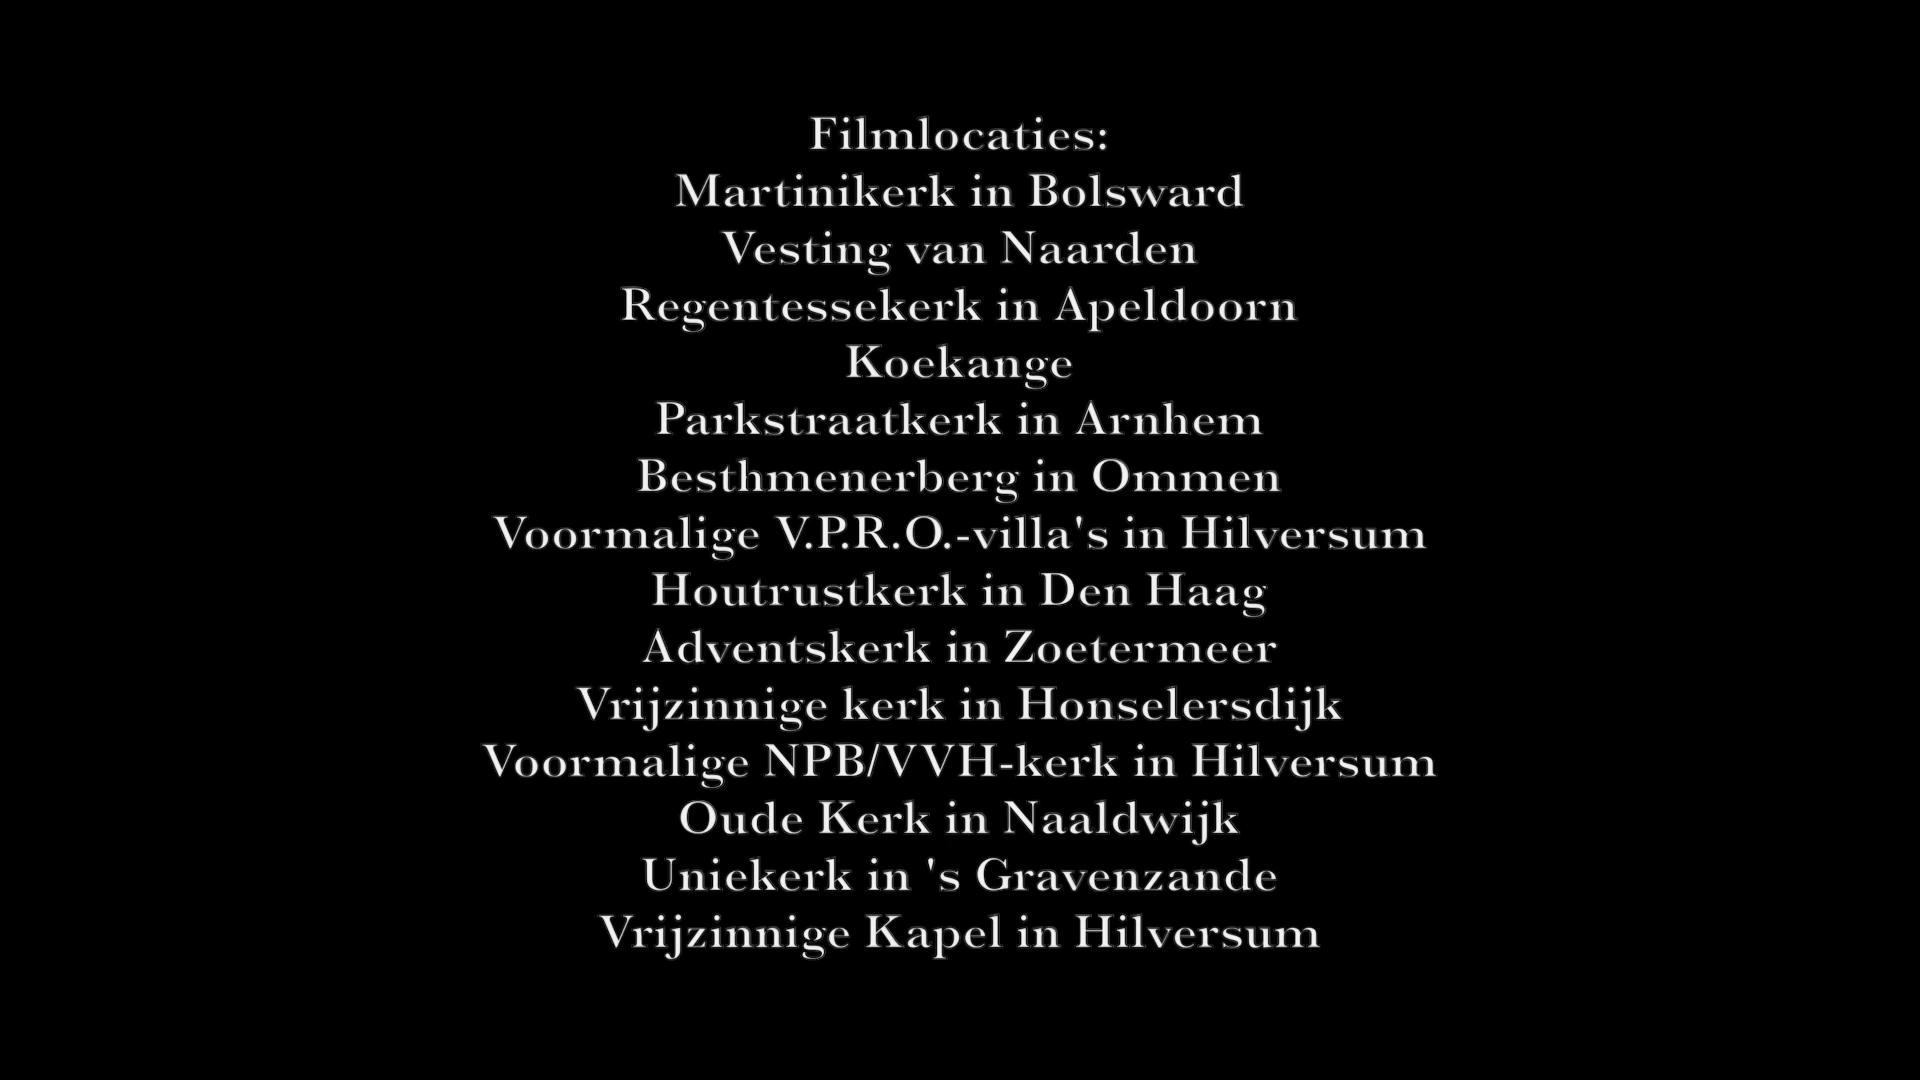 Filmlocaties:
Martinikerk in Bolsward
Vesting van Naarden
Regentessekerk in Apeldoorn
Koekange
Parkstraatkerk in Arnhem
Besthmenerberg in Ommen
Voormalige V.P.R.O.-villa's in Hilversum
Houtrustkerk in Den Haag
Adventskerk in Zoetermeer
Vrijzinnige kerk in Honselersdijk
Voormalige NPB/VVH-kerk in Hilversum
Oude Kerk in Naaldwijk
Uniekerk in 's Gravenzande
Vrijzinnige Kapel in Hilversum